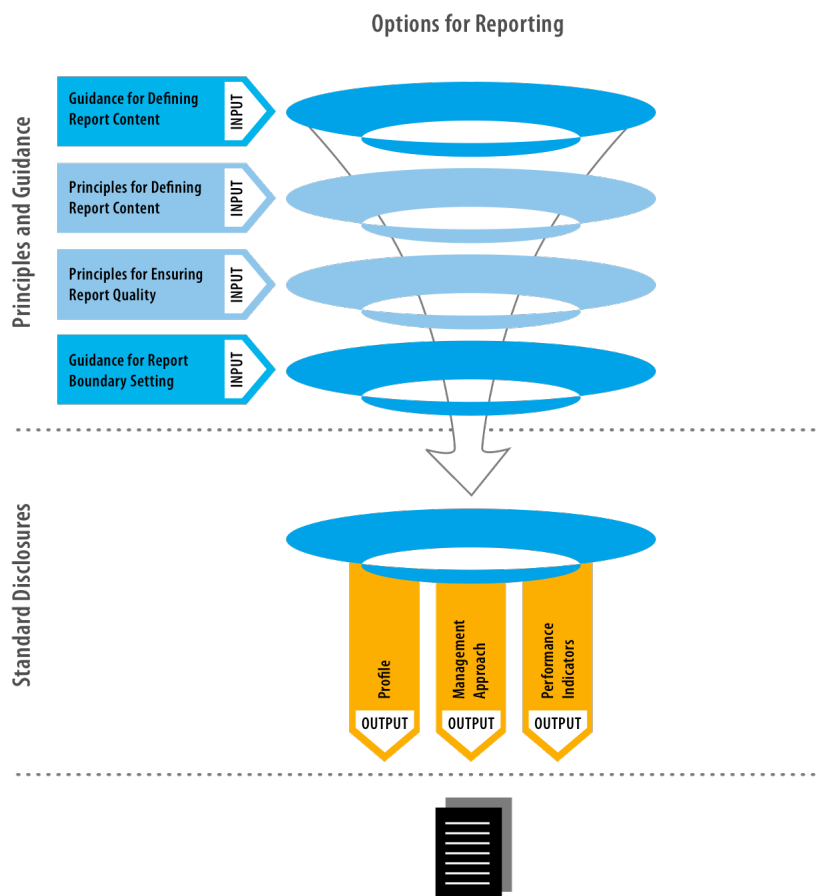 Options for Reporting
Principles and Guidance
Guidance for Defining
Report Content
INPUT
Principles for Defining
Report Content
INPUT
Principles for Ensuring
Report Quality
INPUT
Guidance for Report
Boundary Setting
INPUT
Standard Disclosures
Profile
OUTPUT
Management
Approach
OUTPUT
Performance
Indicators
OUTPUT